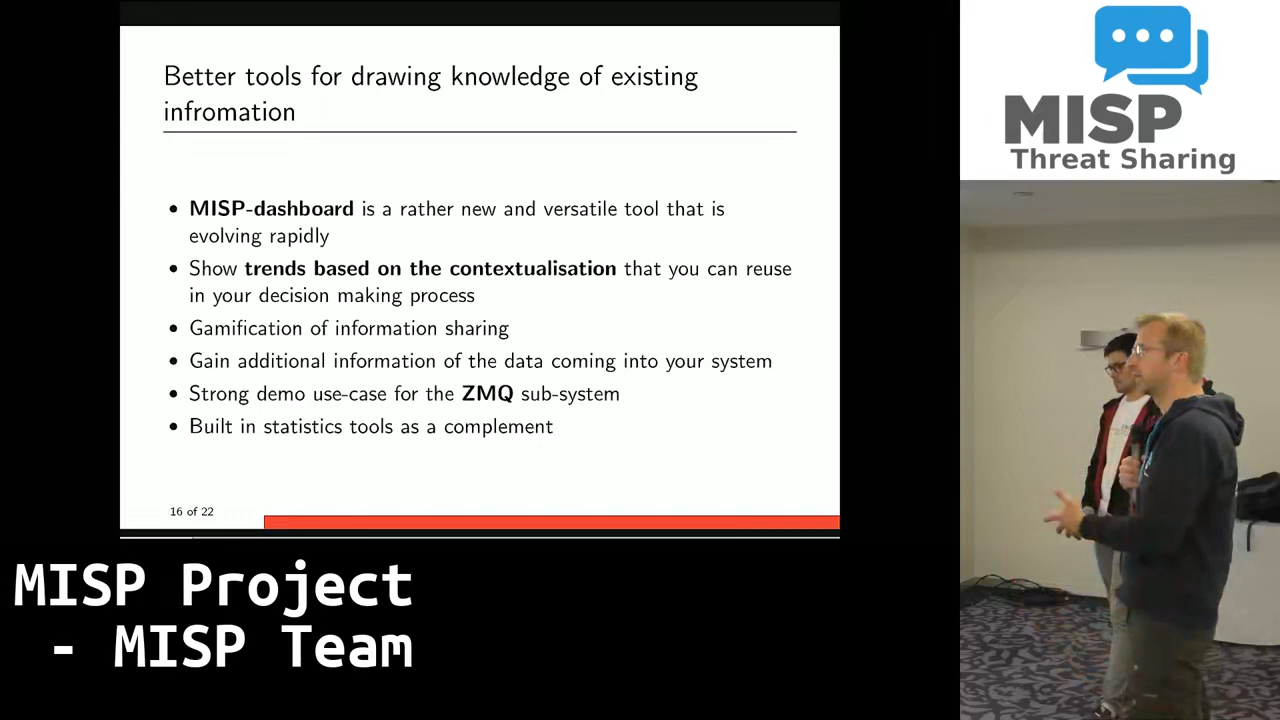 Better tools for drawing knowledge of existing
infromation
• MISP-dashboard is a rather new and versatile tool that is
evolving rapidly
• Show trends based on the contextualisation that you can reuse
in your decision making process
• Gamification of information sharing
• Gain additional information of the data coming into your system
• Strong demo use-case for the ZMQ sub-system
• Built in statistics tools as a complement
16 of 22
MISP
Threat Sharing
MISP Project
- MISP Team